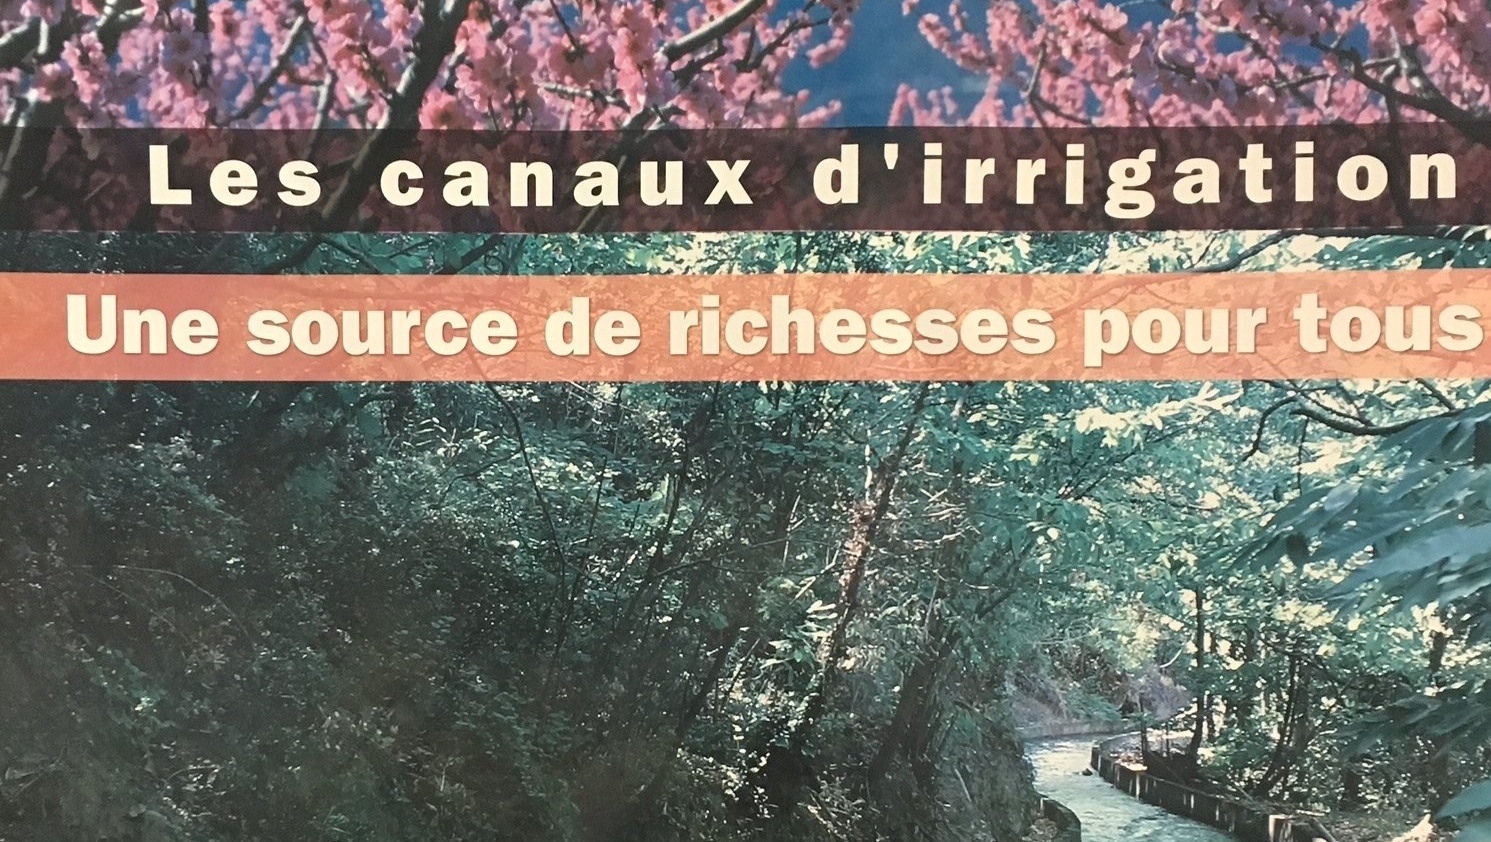 Les canaux d'irrigation
Une source de richesses pour tous